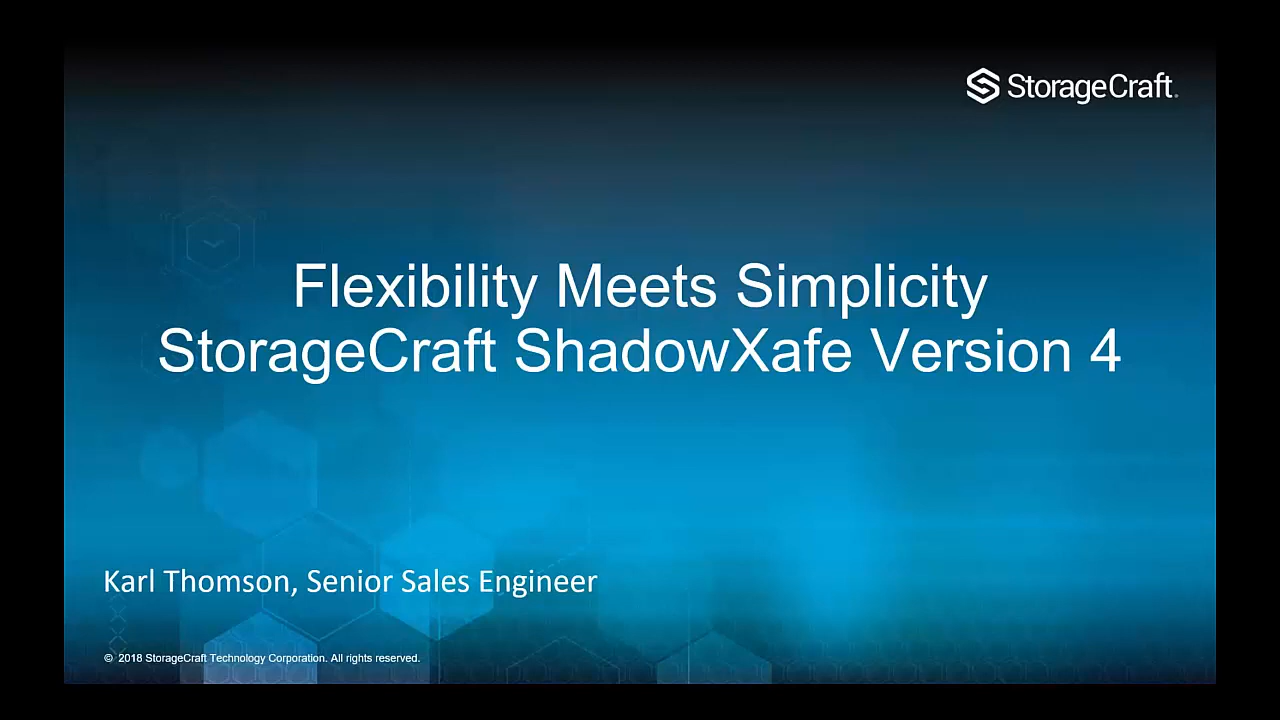 StorageCraft
Flexibility Meets Simplicity
StorageCraft ShadowXafe Version 4
Karl Thomson, Senior Sales Engineer
© 2018 StorageCraft Technology Corporation. All rights reserved.